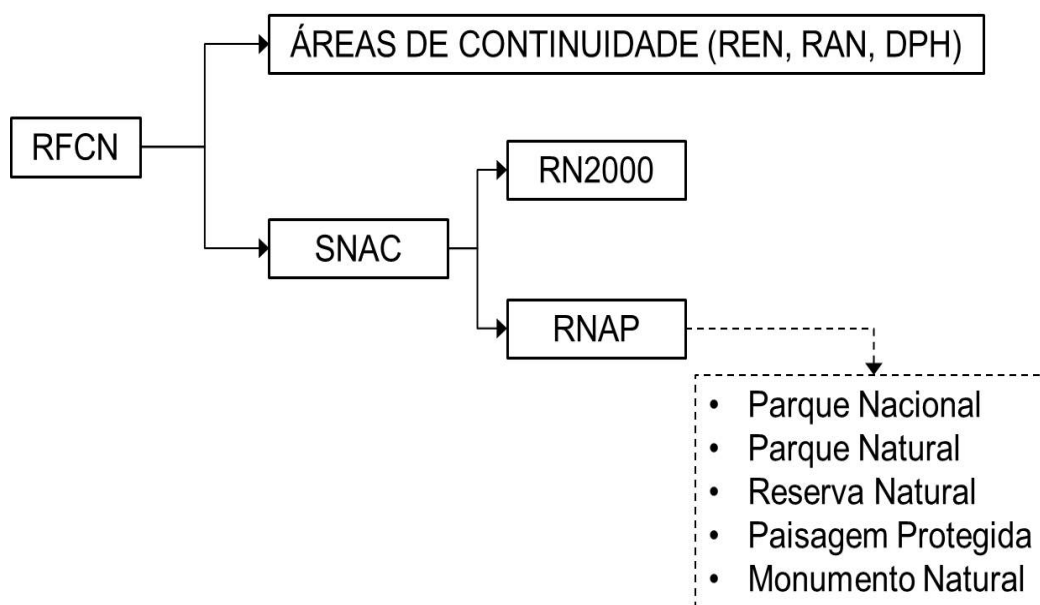 ÁREAS DE CONTINUIDADE (REN, RAN, DPH)
RFCN
RN2000
SNAC
RNAP
• Parque Nacional
• Parque Natural
• Reserva Natural
• Paisagem Protegida
• Monumento Natural